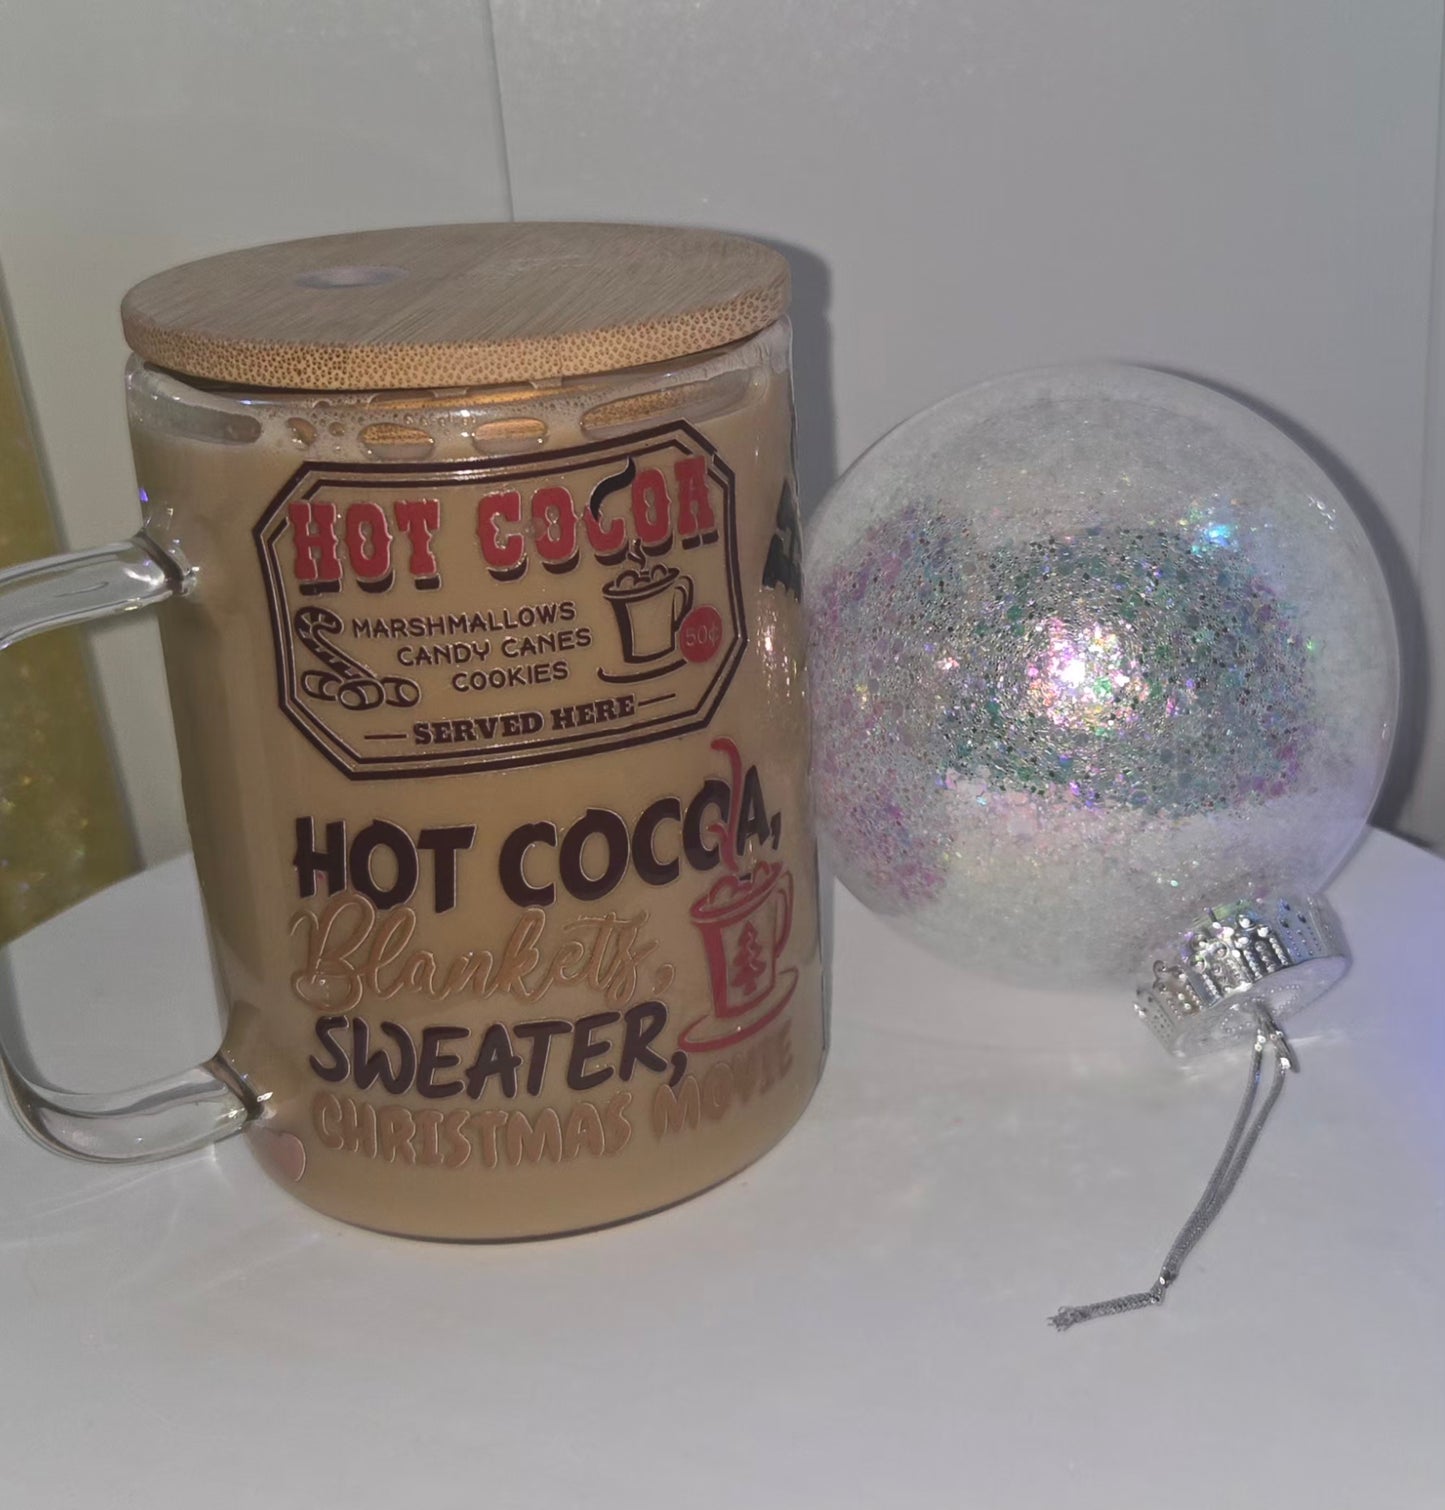 HOT COCOA
MARSHMALLOWS
CANDY CANES
COOKIES
50¢
SERVED HERE
HOT COCOA,
Blankets,
SWEATER,
CHRISTMAS MOVIE